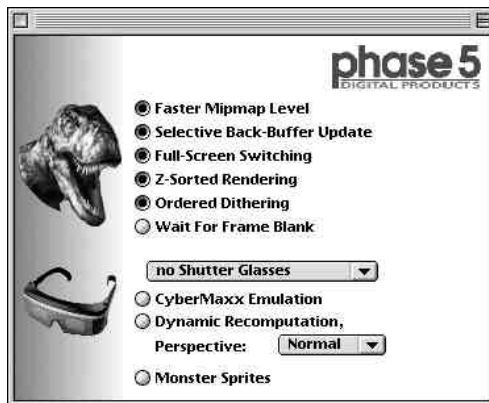 phase 5
DIGITAL PRODUCTS
Faster Mipmap Level
Selective Back-Buffer Update
Full-Screen Switching
Z-Sorted Rendering
Ordered Dithering
Wait For Frame Blank
no Shutter Glasses
CyberMaxx Emulation
Dynamic Recomputation,
Perspective: Normal
Monster Sprites